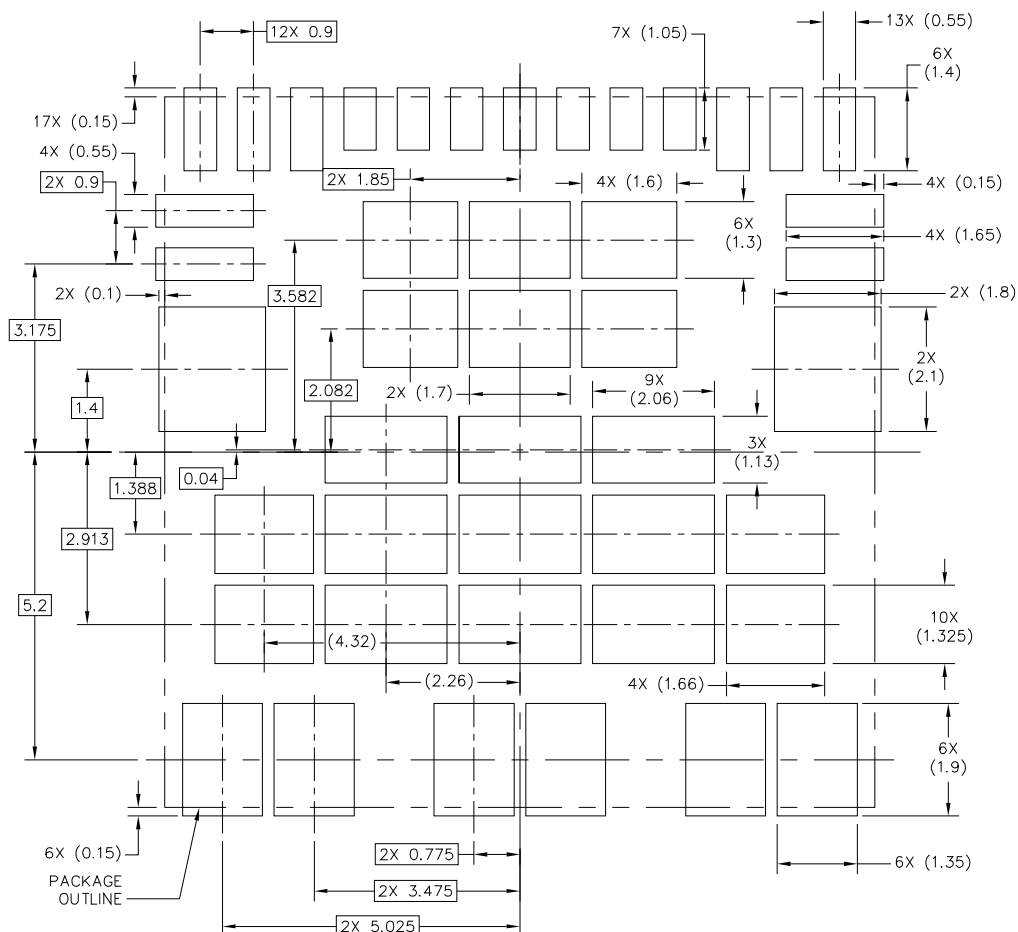 12X 0.9
7X (1.05)
13X (0.55)
6X
(1.4)
17X (0.15)
4X (0.55)
2X 0.9
2X 1.85
4X (1.6)
4X (0.15)
6X
(1.3)
4X (1.65)
3.582
2X (0.1)
2X (1.8)
3.175
2X
(2.1)
2.082
9X
(2.06)
2X (1.7)
1.4
3X
(1.13)
0.04
1.388
2.913
5.2
10X
(1.325)
(4.32)
(2.26)
4X (1.66)
6X
(1.9)
6X (0.15)
2X 0.775
6X (1.35)
PACKAGE
OUTLINE
2X 3.475
2X 5.025